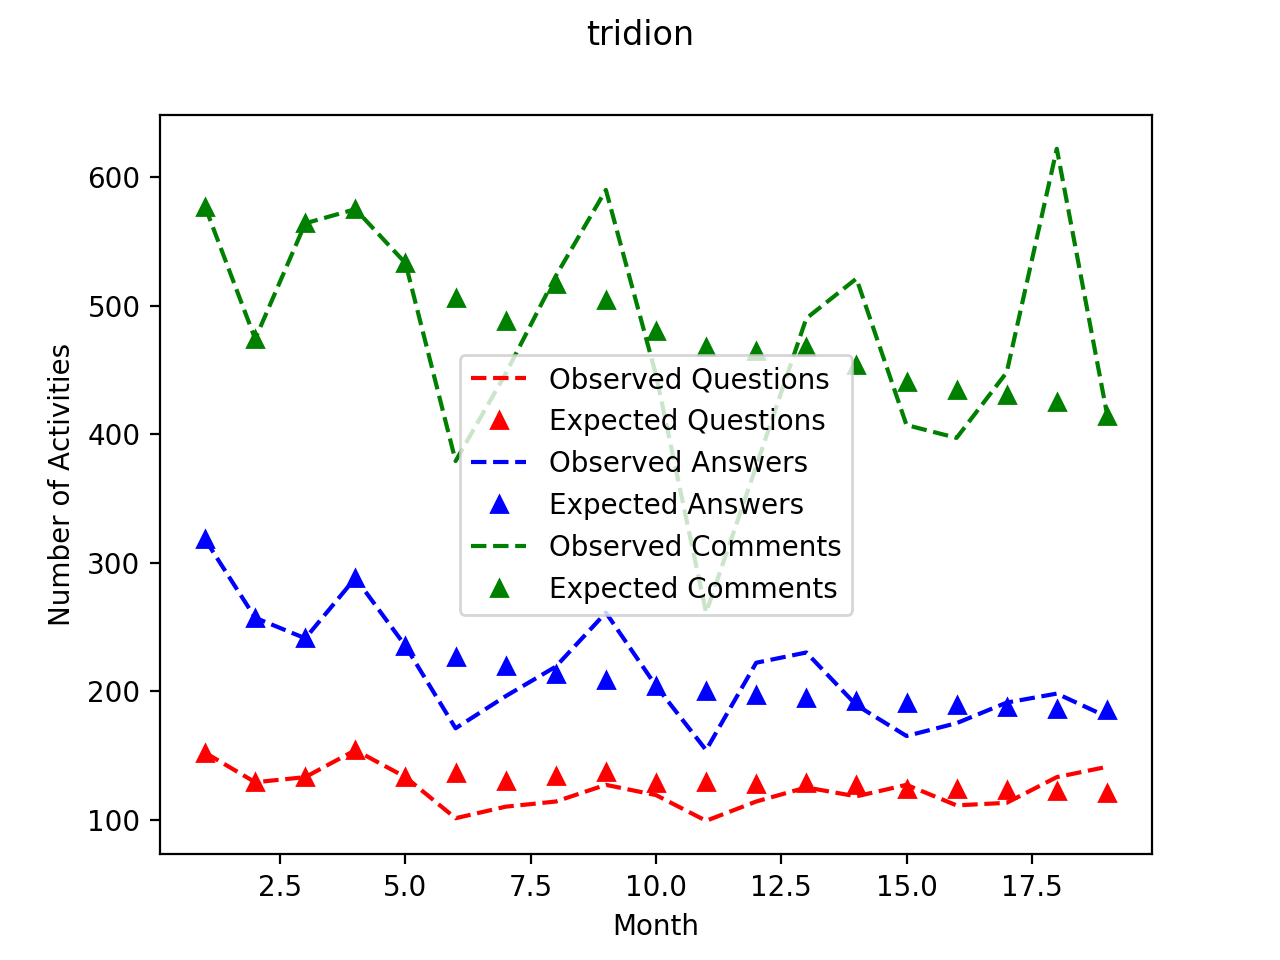 tridion
600
500
400
300
200
100
Number of Activities
Observed Questions
Expected Questions
Observed Answers
Expected Answers
Observed Comments
Expected Comments
2.5 5.0 7.5 10.0 12.5 15.0 17.5
Month